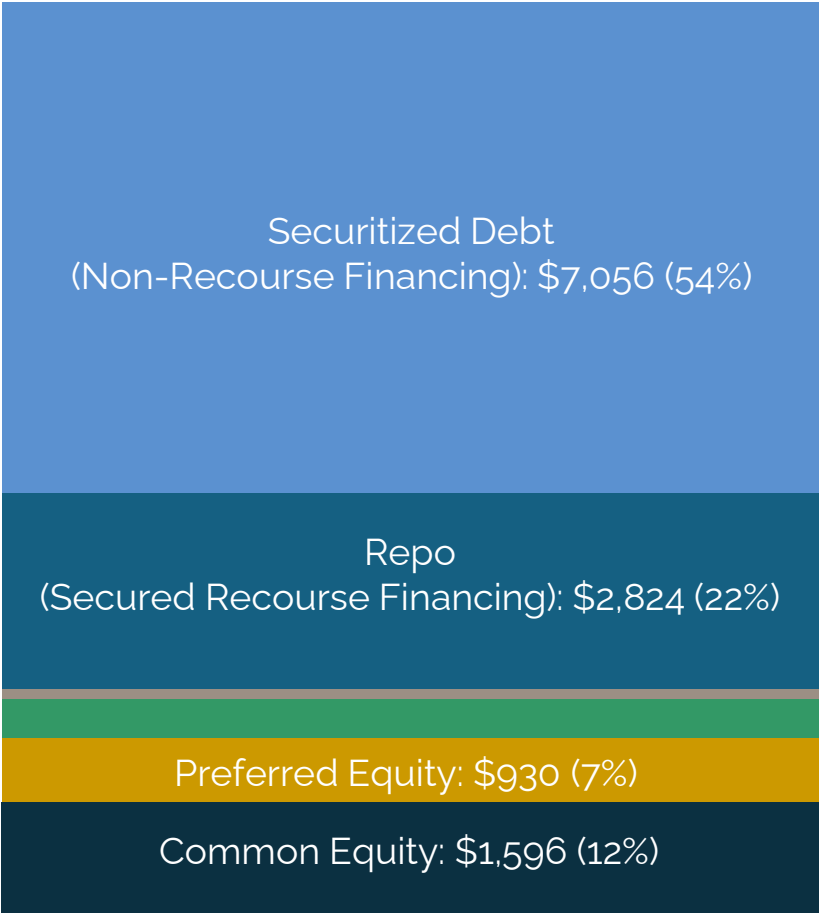 Securitized Debt
(Non-Recourse Financing): $7,056 (54%)
Repo
(Secured Recourse Financing): $2,824 (22%)
Preferred Equity: $930 (7%)
Common Equity: $1,596 (12%)